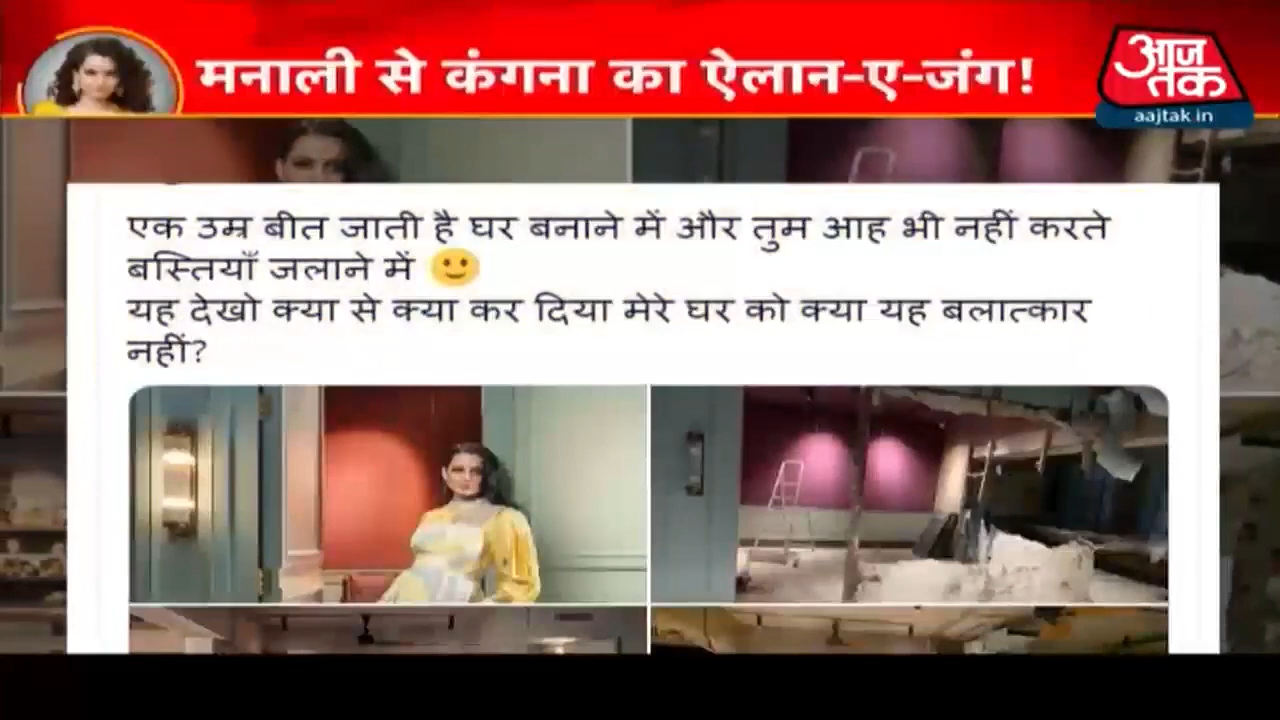 मनाली से कंगना का ऐलान-ए-जंग!
आज
तक
aajtak.in
एक उम्र बीत जाती है घर बनाने में और तुम आह भी नहीं करते
बस्तियाँ जलाने में 🙂
यह देखो क्या से क्या कर दिया मेरे घर को क्या यह बलात्कार
नहीं?